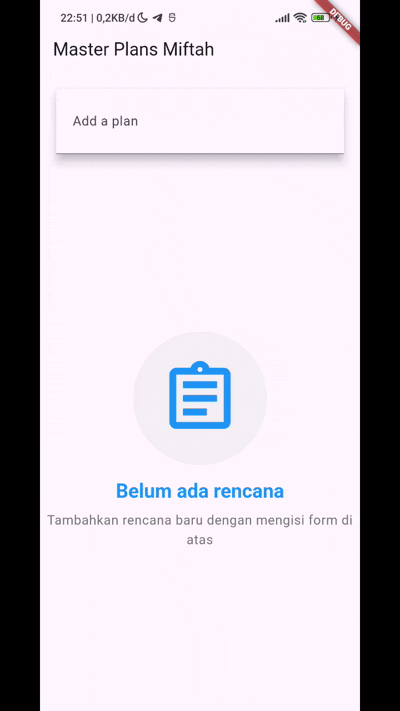 22:51 | 0,2KB/d
68
DEBUG
Master Plans Miftah
Add a plan
Belum ada rencana
Tambahkan rencana baru dengan mengisi form di
atas